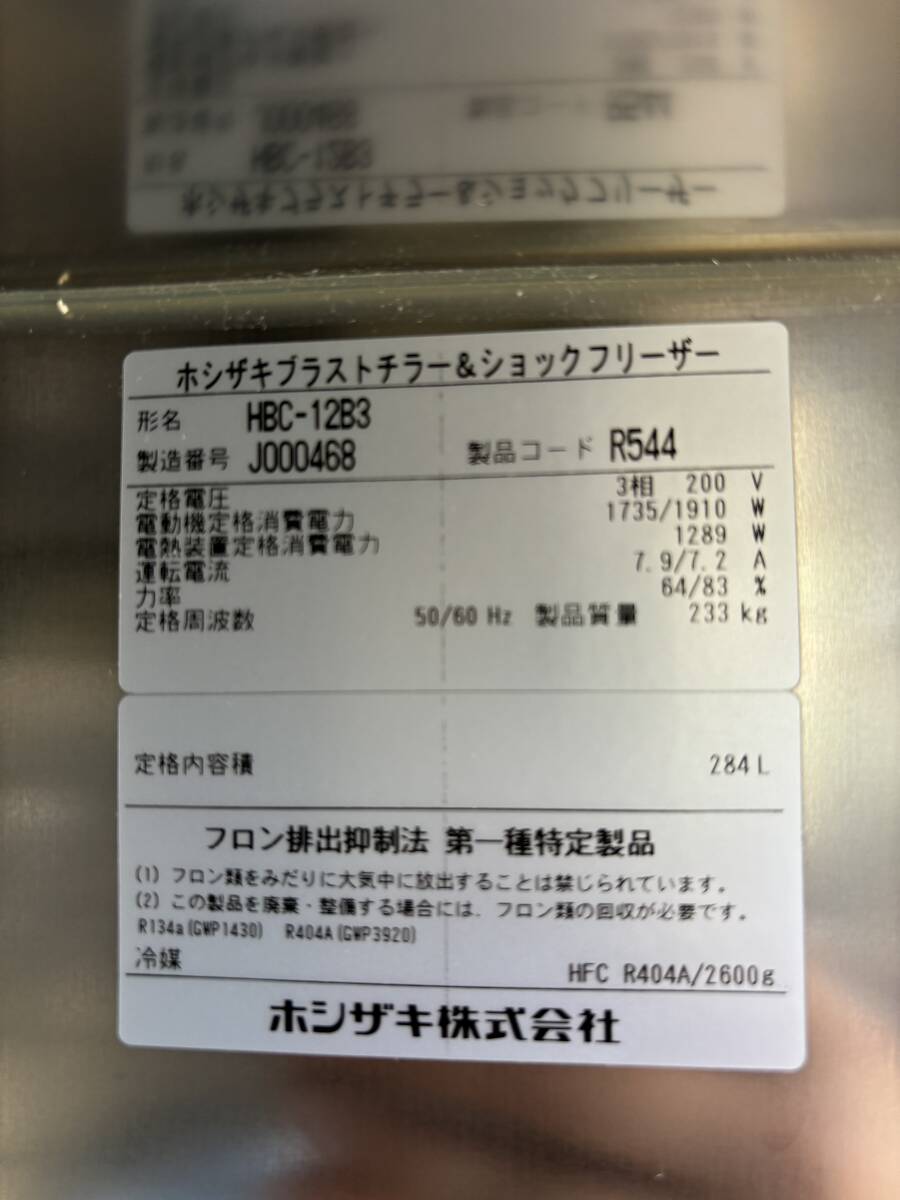 ホシザキブラストチラー&ショックフリーザー
形名 HBC-12B3
製造番号 J000468 製品コード R544
定格電圧 3相 200 V
電動機定格消費電力 1735/1910 W
電熱装置定格消費電力 1289 W
運転電流 7.9/7.2 A
力率 64/83 %
定格周波数 50/60 Hz 製品質量 233 kg
定格内容積 284 L
フロン排出抑制法 第一種特定製品
(1) フロン類をみだりに大気中に放出することは禁じられています。
(2) この製品を廃棄・整備する場合には、フロン類の回収が必要です。
R134a(GWP1430) R404A(GWP3920)
冷媒 HFC R404A/2600g
ホシザキ株式会社